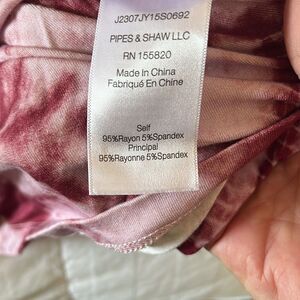 J2307JY15S0692
PIPES & SHAW LLC
RN 155820
Made in China
Fabriqué En Chine
Self
95%Rayon 5%Spandex
Principal
95%Rayonne 5%Spandex